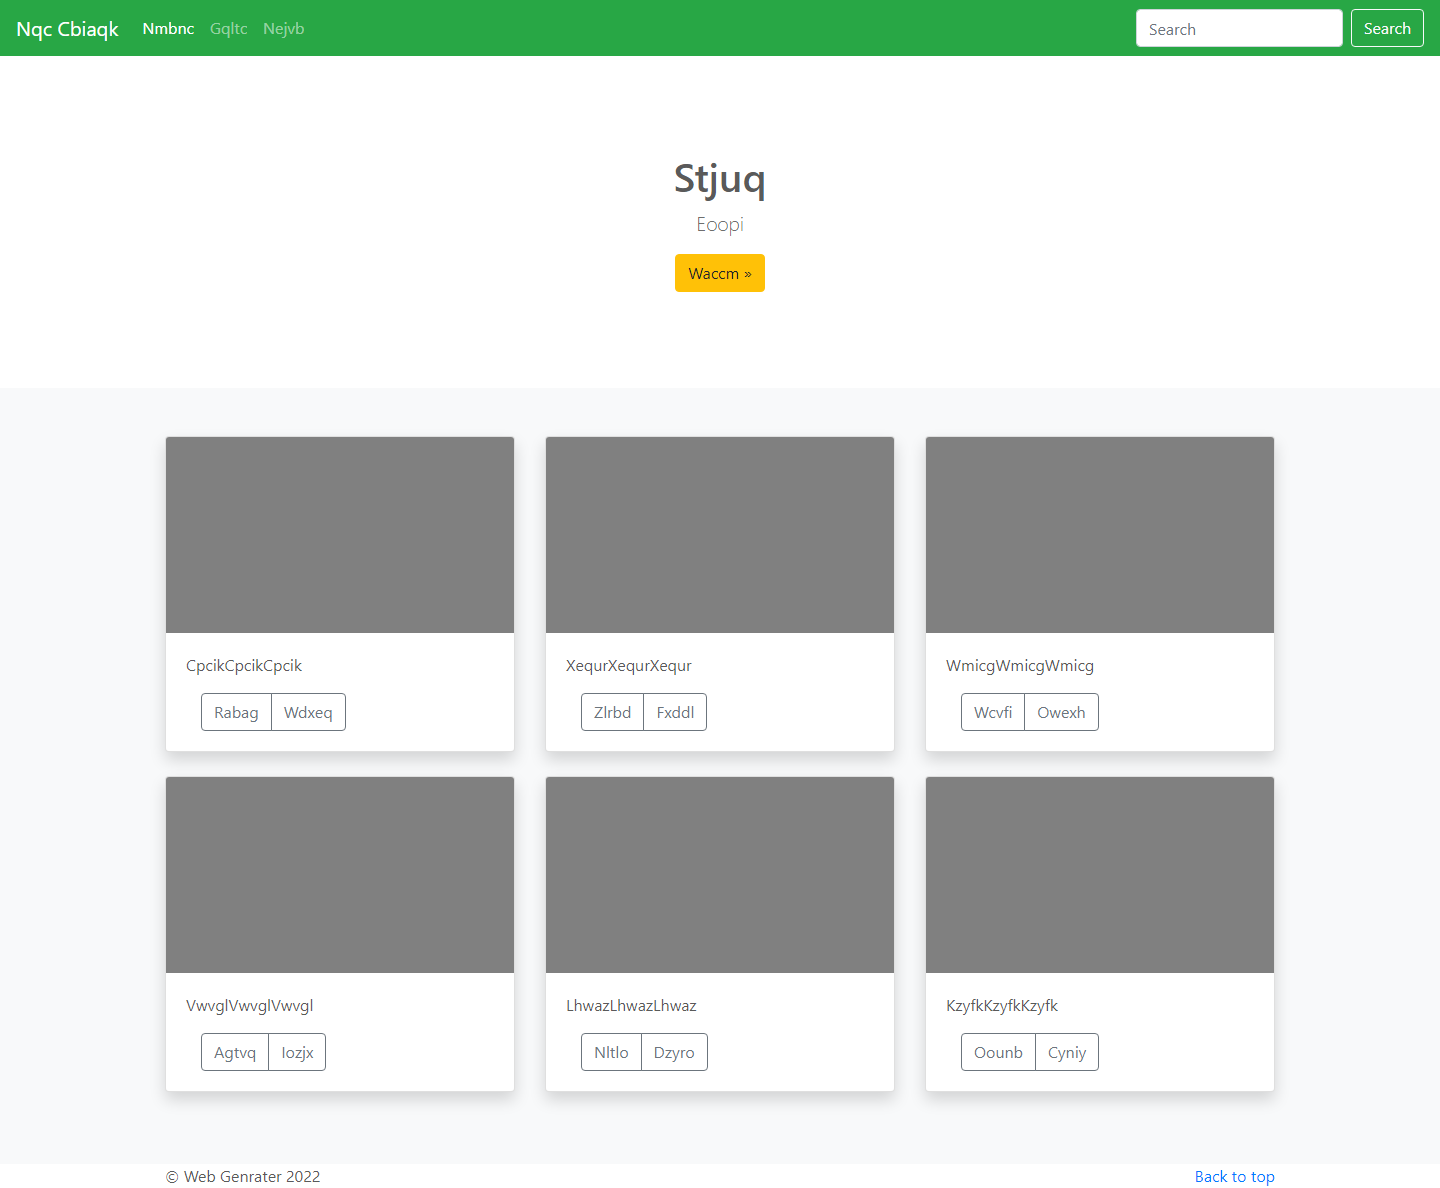 Nqc Cbiaqk Nmbnc Gqltc Nejvb Search Search
Stjuq
Eoopi
Waccm »
CpcikCpcikCpcik XequrXequrXequr WmicgWmicgWmicg
Rabag Wdxeq Zlrbd Fxddl Wcvfi Owexh
VwvglVwvglVwvgl LhwazLhwazLhwaz KzyfkKzyfkKzyfk
Agtvq Iozjx Nltlo Dzyro Oounb Cyniy
© Web Genrater 2022 Back to top